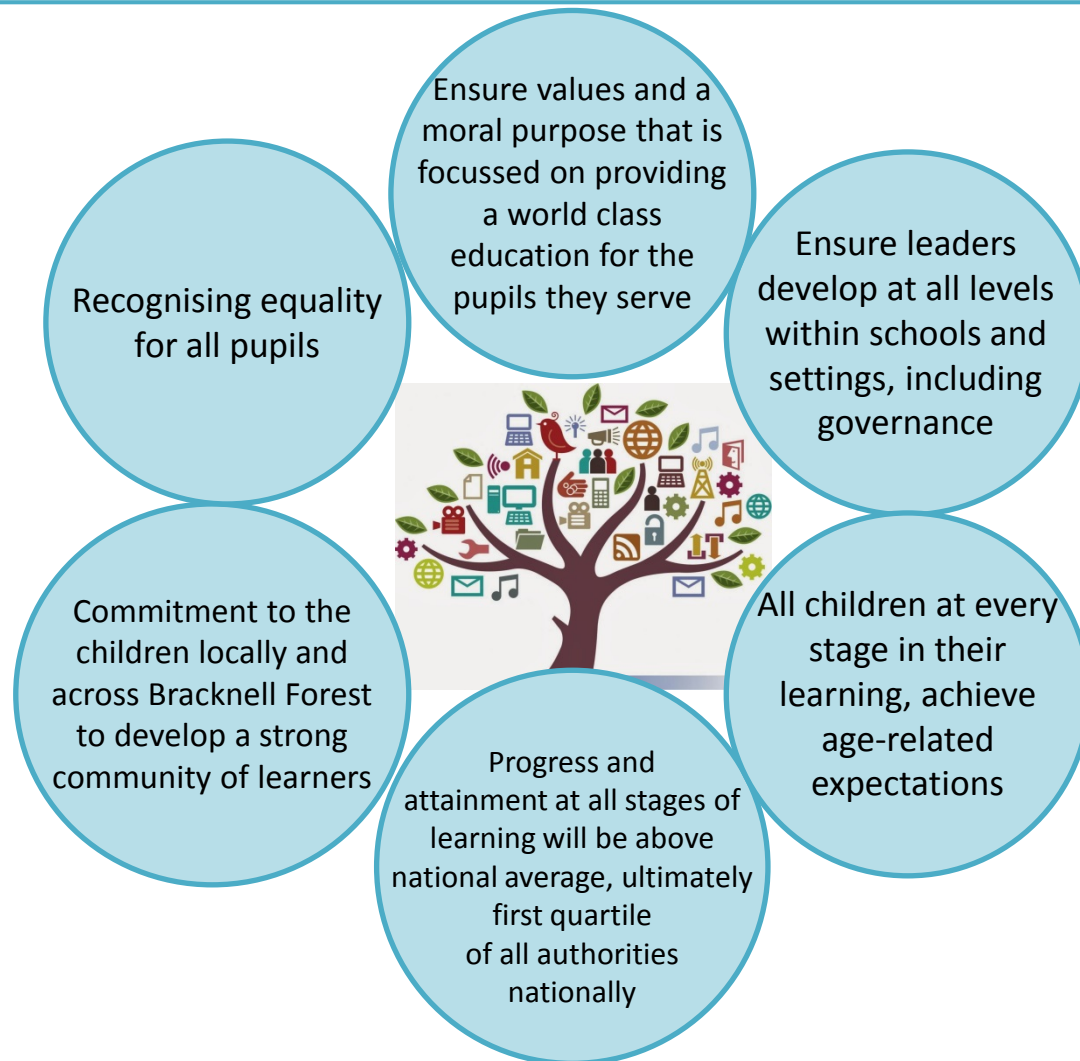 Ensure values and a
moral purpose that is
focussed on providing
a world class
education for the
pupils they serve
Ensure leaders
develop at all levels
within schools and
settings, including
governance
All children at every
stage in their
learning, achieve
age-related
expectations
Progress and
attainment at all stages of
learning will be above
national average, ultimately
first quartile
of all authorities
nationally
Commitment to the
children locally and
across Bracknell Forest
to develop a strong
community of learners
Recognising equality
for all pupils